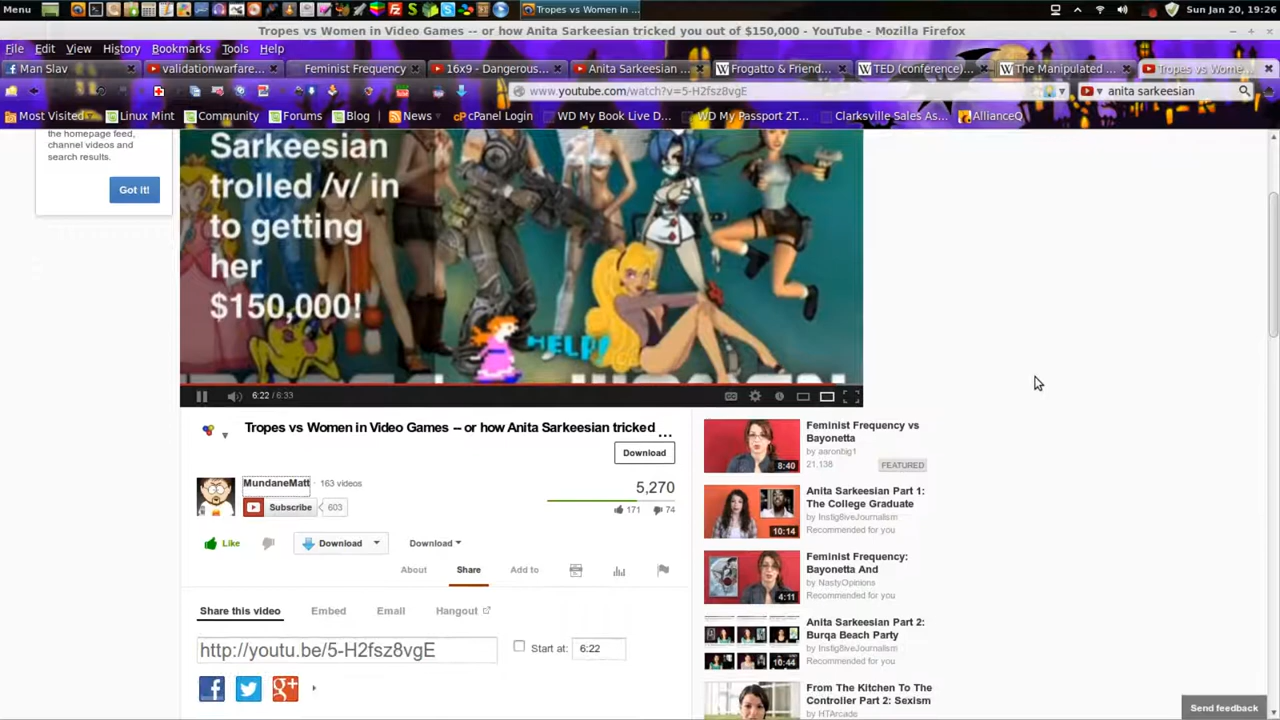 Menu
Tropes vs Women in ...
Sun Jan 20, 19:26
Tropes vs Women in Video Games -- or how Anita Sarkeesian tricked you out of $150,000 - YouTube - Mozilla Firefox
File Edit View History Bookmarks Tools Help
Man Slav
validationwarfare...
Feminist Frequency
16x9 - Dangerous...
Anita Sarkeesian ...
Frogatto & Friend...
TED (conference)...
The Manipulated ...
Tropes vs Wome...
www.youtube.com/watch?v=5-H2fsz8vgE
anita sarkeesian
Most Visited
Linux Mint
Community
Forums
Blog
News
cPanel Login
WD My Book Live D...
WD My Passport 2T...
Clarksville Sales As...
AllianceQ
the homepage feed,
channel videos and
search results.
Got it!
Sarkeesian
trolled /v/ in
to getting
her
$150,000!
HELP!
6:22 / 6:33
Tropes vs Women in Video Games -- or how Anita Sarkeesian tricked ...
Download
MundaneMatt · 163 videos
Subscribe 603
5,270
171 74
Like
Download
Download
About Share Add to
Share this video Embed Email Hangout
http://youtu.be/5-H2fsz8vgE
Start at: 6:22
Feminist Frequency vs
Bayonetta
by aaronbig1
21,138 FEATURED
8:40
Anita Sarkeesian Part 1:
The College Graduate
by Instig8iveJournalism
Recommended for you
10:14
Feminist Frequency:
Bayonetta And
by NastyOpinions
Recommended for you
4:11
Anita Sarkeesian Part 2:
Burqa Beach Party
by Instig8iveJournalism
Recommended for you
10:44
From The Kitchen To The
Controller Part 2: Sexism
by HTArcads
Send feedback